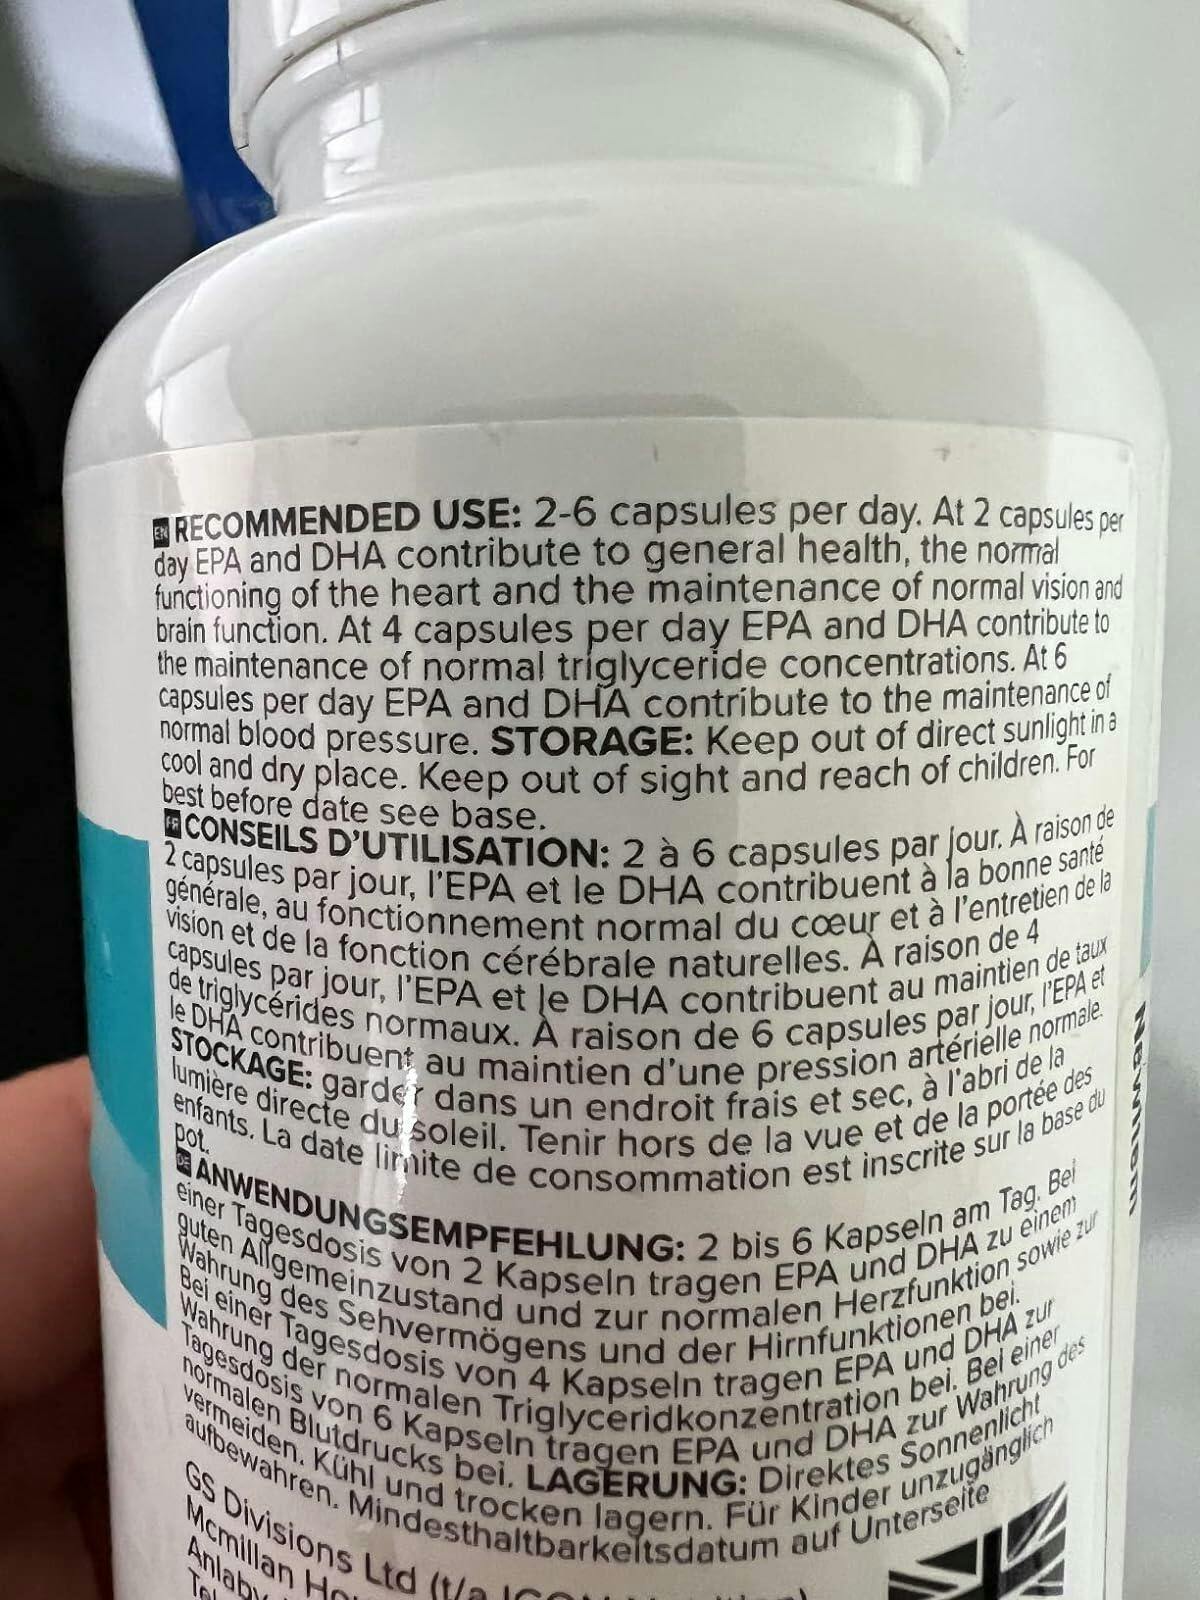 EN RECOMMENDED USE: 2-6 capsules per day. At 2 capsules per
day EPA and DHA contribute to general health, the normal
functioning of the heart and the maintenance of normal vision and
brain function. At 4 capsules per day EPA and DHA contribute to
the maintenance of normal triglyceride concentrations. At 6
capsules per day EPA and DHA contribute to the maintenance of
normal blood pressure. STORAGE: Keep out of direct sunlight in a
cool and dry place. Keep out of sight and reach of children. For
best before date see base.
FR CONSEILS D'UTILISATION: 2 à 6 capsules par jour. À raison de
2 capsules par jour, l'EPA et le DHA contribuent à la bonne santé
générale, au fonctionnement normal du cœur et à l'entretien de la
vision et de la fonction cérébrale naturelles. À raison de 4
capsules par jour, l'EPA et le DHA contribuent au maintien de taux
de triglycérides normaux. À raison de 6 capsules par jour, l'EPA et
le DHA contribuent au maintien d'une pression artérielle normale.
STOCKAGE: garder dans un endroit frais et sec, à l'abri de la
lumière directe du soleil. Tenir hors de la vue et de la portée des
enfants. La date limite de consommation est inscrite sur la base du
pot.
DE ANWENDUNGSEMPFEHLUNG: 2 bis 6 Kapseln am Tag. Bei
einer Tagesdosis von 2 Kapseln tragen EPA und DHA zu einem
guten Allgemeinzustand und zur normalen Herzfunktion sowie zur
Wahrung des Sehvermögens und der Hirnfunktionen bei.
Bei einer Tagesdosis von 4 Kapseln tragen EPA und DHA zur
Wahrung der normalen Triglyceridkonzentration bei. Bei einer
Tagesdosis von 6 Kapseln tragen EPA und DHA zur Wahrung des
normalen Blutdrucks bei. LAGERUNG: Direktes Sonnenlicht
vermeiden. Kühl und trocken lagern. Für Kinder unzugänglich
aufbewahren. Mindesthaltbarkeitsdatum auf Unterseite
GS Divisions Ltd (t/a ICON Nutrition)
Mcmillan
Anlaby